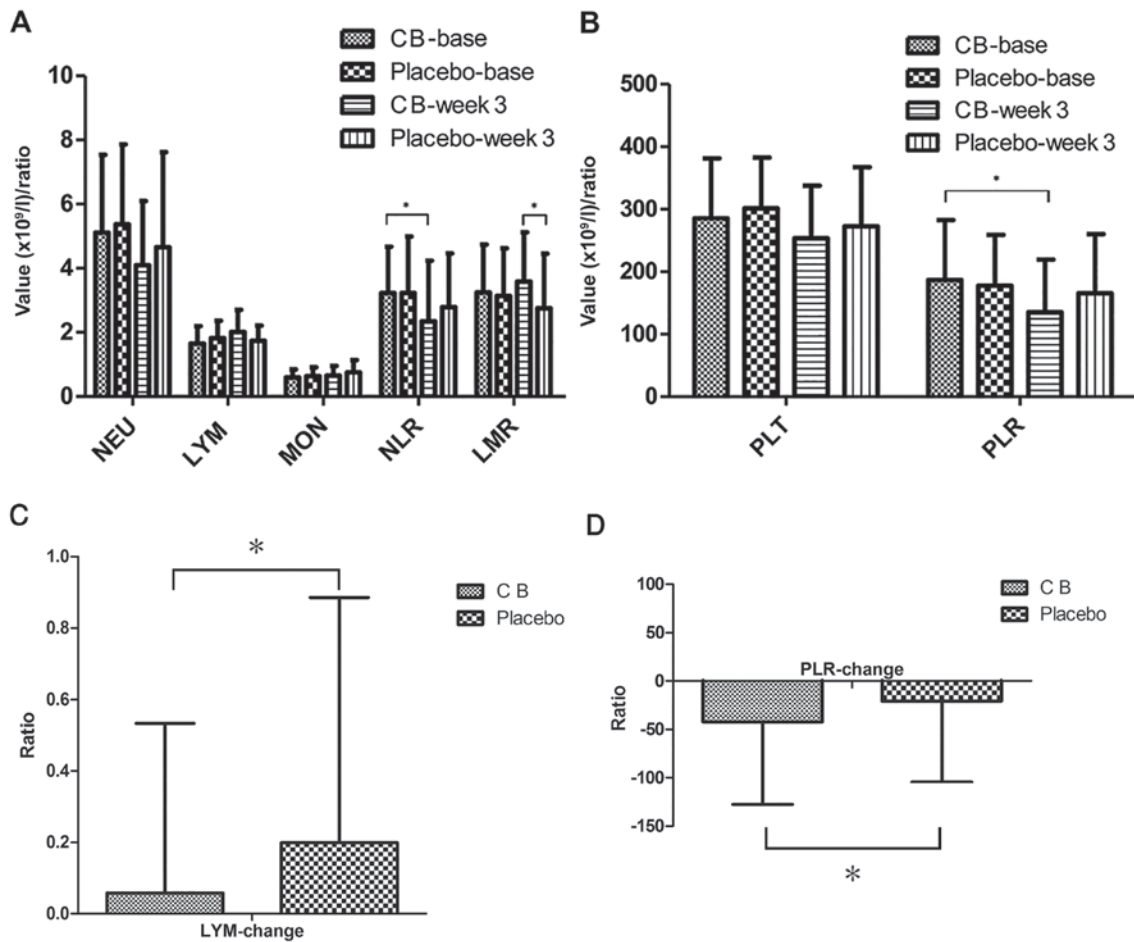 A
CB-base
Placebo-base
CB-week 3
Placebo-week 3
Value (x10⁹/l)/ratio
10
8
6
4
2
0
*
*
NEU
LYM
MON
NLR
LMR
B
CB-base
Placebo-base
CB-week 3
Placebo-week 3
Value (x10⁹/l)/ratio
500
400
300
200
100
0
*
PLT
PLR
C
Ratio
1.0
0.8
0.6
0.4
0.2
0.0
*
C B
Placebo
LYM-change
D
Ratio
100
50
0
-50
-100
-150
C B
Placebo
PLR-change
*